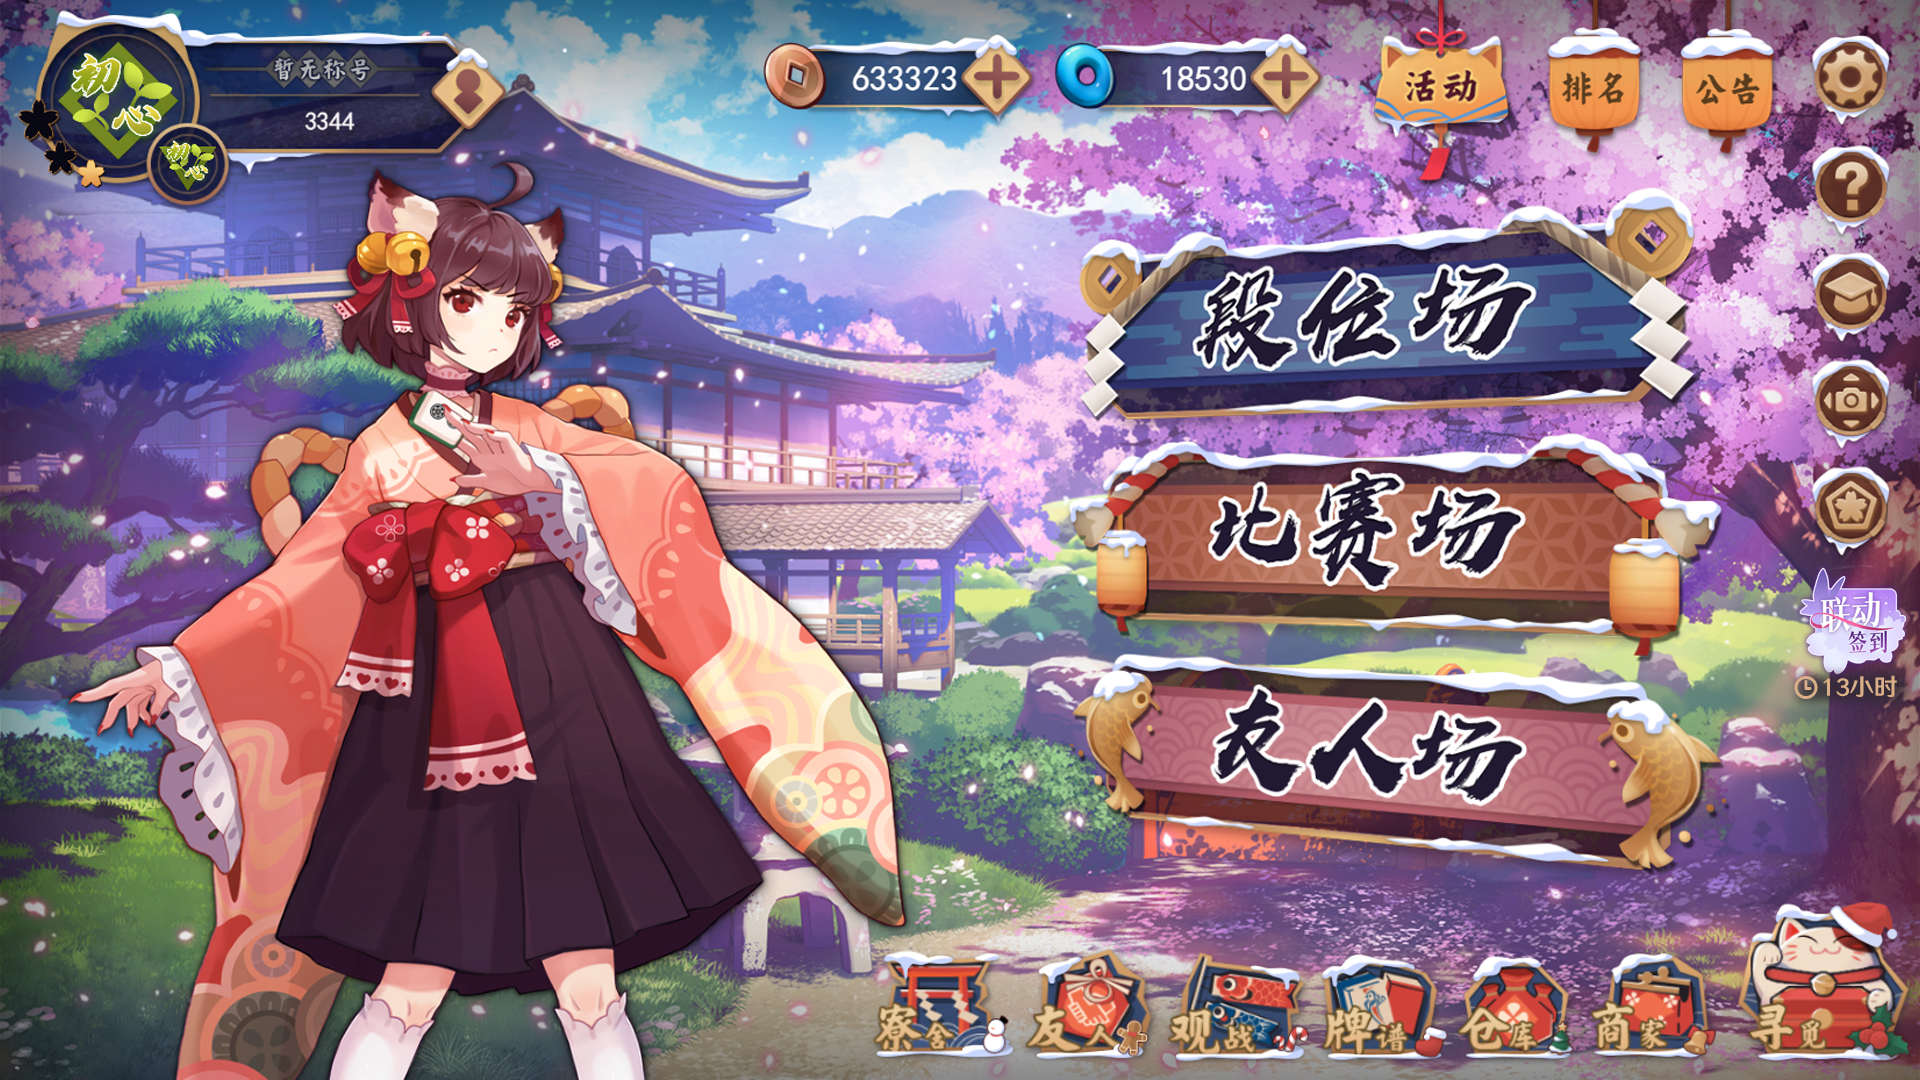 初心
初心
暂无称号
3344
633323
18530
活动
排名
公告
段位场
比赛场
友人场
联动
签到
13小时
寮舍
友人
观战
牌谱
仓库
商家
寻觅